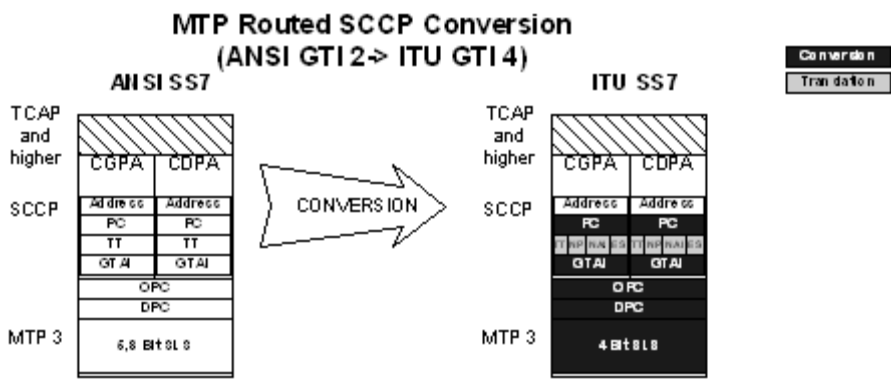 MTP Routed SCCP Conversion
(ANSI GTI 2-> ITU GTI 4)
Conversion
Translation
ANSI SS7
ITU SS7
TCAP
and
higher
CGPA CDPA
SCCP
Address Address
PC PC
TT TT
GTAI GTAI
OPC
DPC
MTP 3
5,8 Bit SLS
CONVERSION
TCAP
and
higher
CGPA CDPA
SCCP
Address Address
PC PC
TT NP NAI ES TT NP NAI ES
GTAI GTAI
OPC
DPC
MTP 3
4 Bit SLS